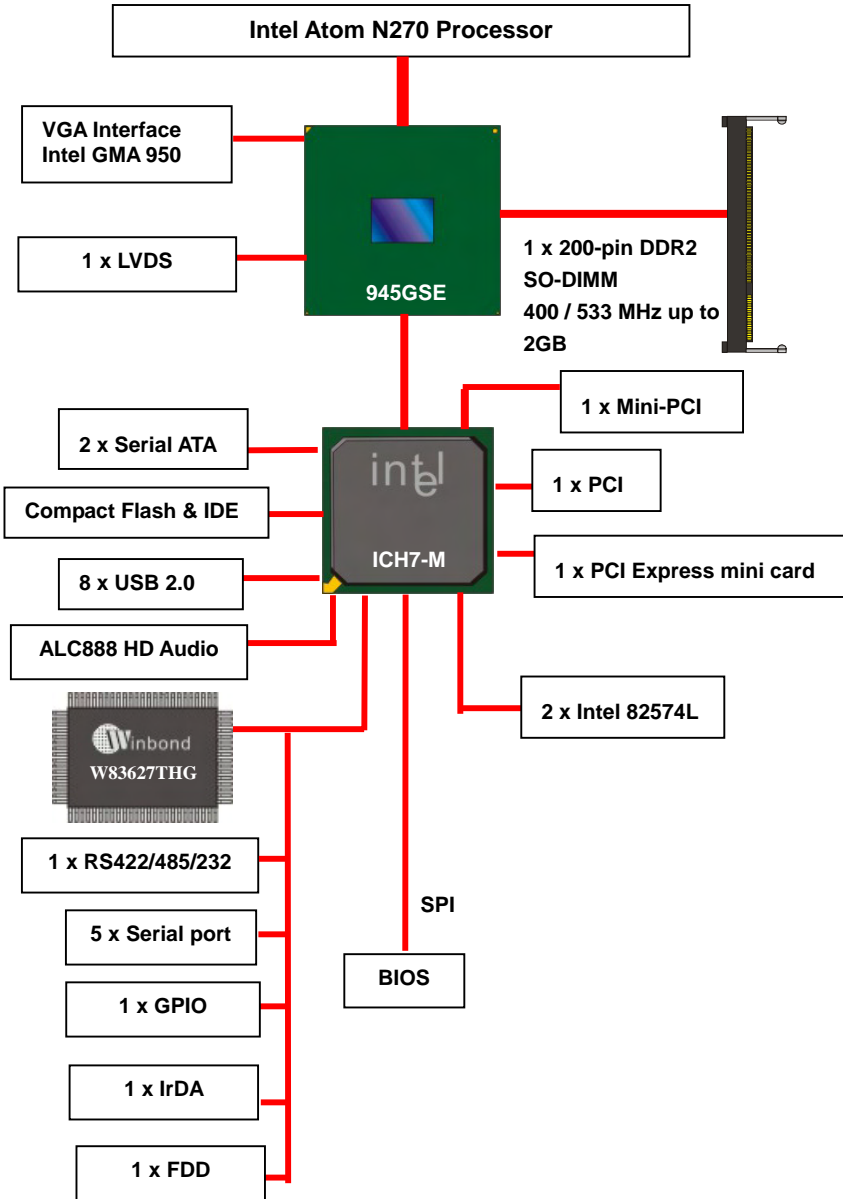 Intel Atom N270 Processor
VGA Interface
Intel GMA 950
1 x LVDS
945GSE
1 x 200-pin DDR2
SO-DIMM
400 / 533 MHz up to
2GB
1 x Mini-PCI
2 x Serial ATA
intel
1 x PCI
Compact Flash & IDE
ICH7-M
1 x PCI Express mini card
8 x USB 2.0
ALC888 HD Audio
2 x Intel 82574L
Winbond
W83627THG
1 x RS422/485/232
SPI
5 x Serial port
BIOS
1 x GPIO
1 x IrDA
1 x FDD